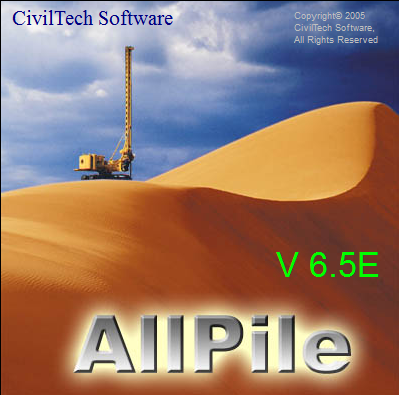 CivilTech Software
Copyright© 2005
CivilTech Software,
All Rights Reserved
V 6.5E
AllPile